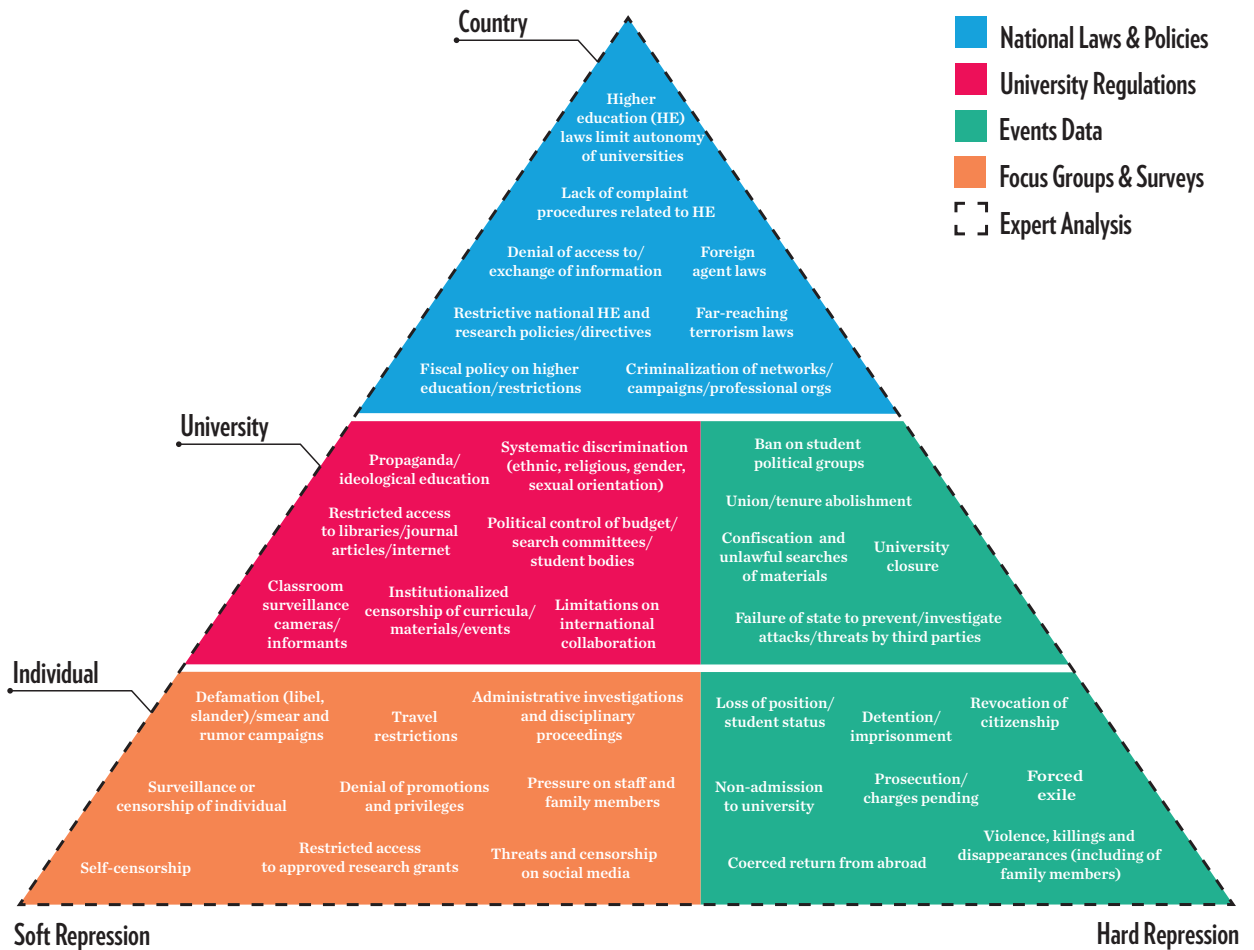 Country
National Laws & Policies
University Regulations
Events Data
Focus Groups & Surveys
Expert Analysis
Higher
education (HE)
laws limit autonomy
of universities
Lack of complaint
procedures related to HE
Denial of access to/
exchange of information
Foreign
agent laws
Restrictive national HE and
research policies/directives
Far-reaching
terrorism laws
Fiscal policy on higher
education/restrictions
Criminalization of networks/
campaigns/professional orgs
University
Propaganda/
ideological education
Systematic discrimination
(ethnic, religious, gender,
sexual orientation)
Restricted access
to libraries/journal
articles/internet
Political control of budget/
search committees/
student bodies
Classroom
surveillance
cameras/
informants
Institutionalized
censorship of curricula/
materials/events
Limitations on
international
collaboration
Ban on student
political groups
Union/tenure abolishment
Confiscation and
unlawful searches
of materials
University
closure
Failure of state to prevent/investigate
attacks/threats by third parties
Individual
Defamation (libel,
slander)/smear and
rumor campaigns
Travel
restrictions
Administrative investigations
and disciplinary
proceedings
Surveillance or
censorship of individual
Denial of promotions
and privileges
Pressure on staff and
family members
Self-censorship
Restricted access
to approved research grants
Threats and censorship
on social media
Loss of position/
student status
Detention/
imprisonment
Revocation of
citizenship
Non-admission
to university
Prosecution/
charges pending
Forced
exile
Coerced return from abroad
Violence, killings and
disappearances (including of
family members)
Soft Repression
Hard Repression